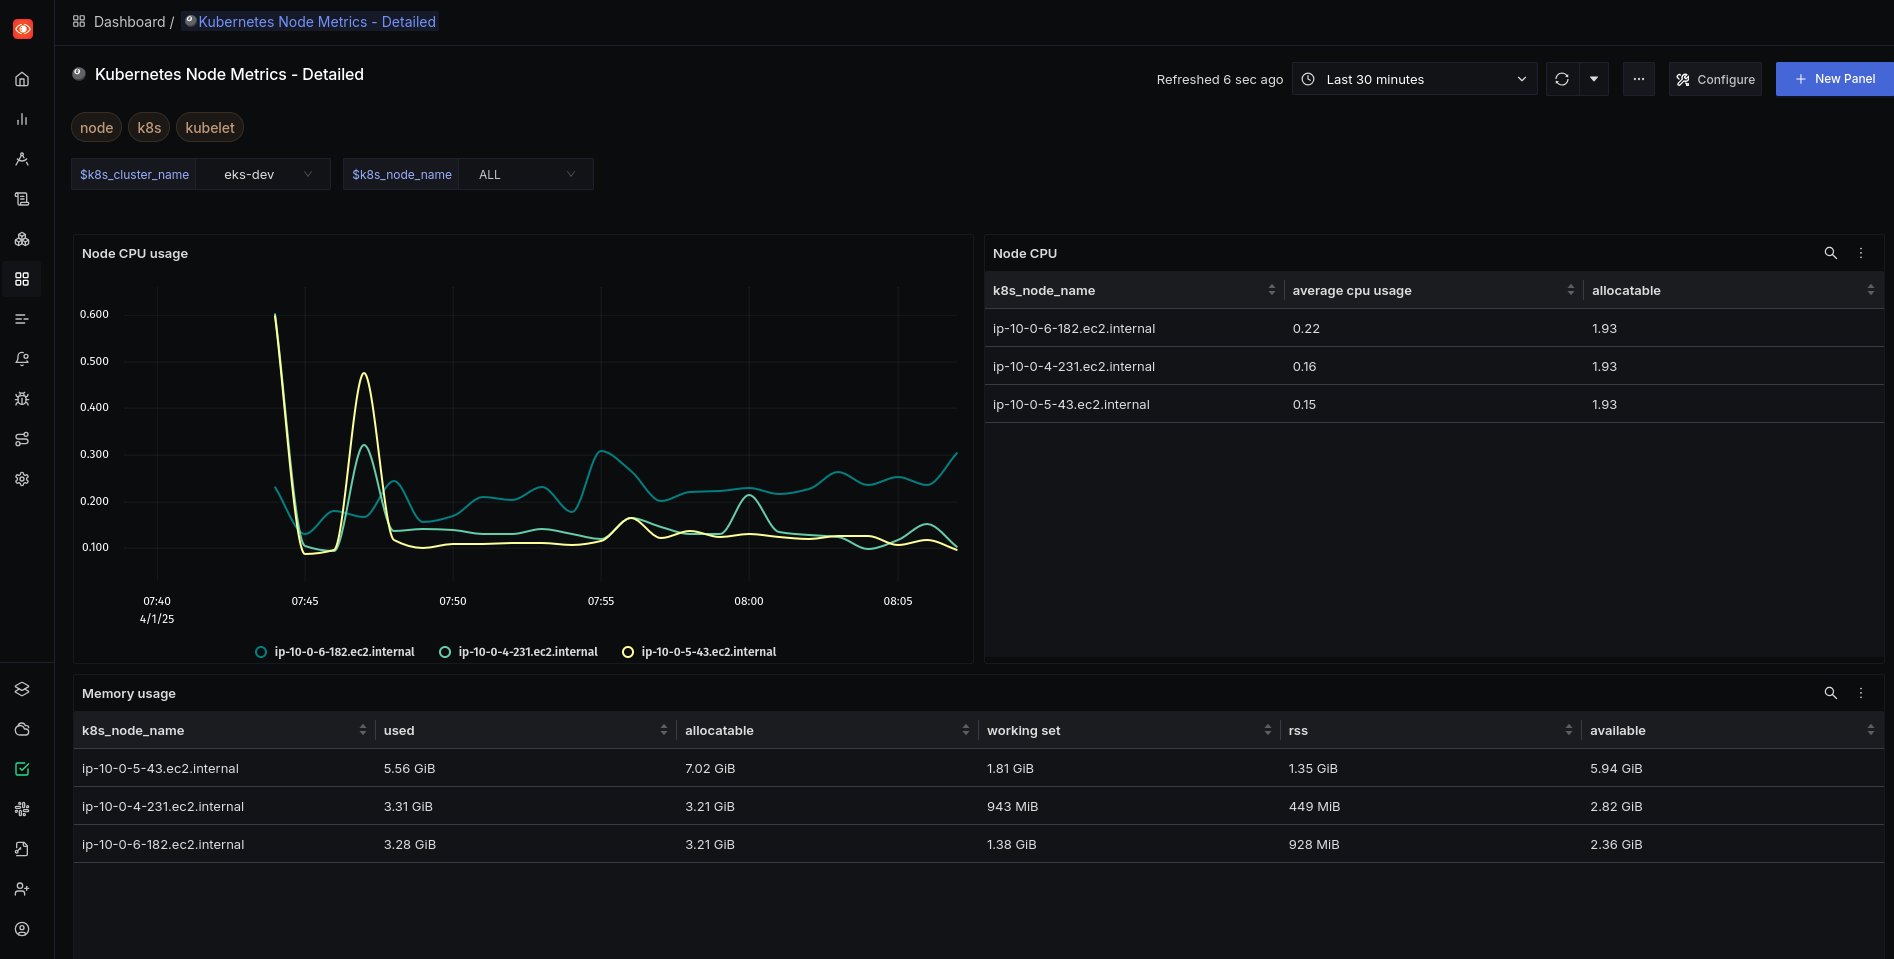 Dashboard / Kubernetes Node Metrics - Detailed
Kubernetes Node Metrics - Detailed
Refreshed 6 sec ago
Last 30 minutes
Configure
New Panel
node k8s kubelet
$k8s_cluster_name eks-dev
$k8s_node_name ALL
Node CPU usage
0.600
0.500
0.400
0.300
0.200
0.100
07:40 07:45 07:50 07:55 08:00 08:05
4/1/25
ip-10-0-6-182.ec2.internal ip-10-0-4-231.ec2.internal ip-10-0-5-43.ec2.internal
Node CPU
k8s_node_name average cpu usage allocatable
ip-10-0-6-182.ec2.internal 0.22 1.93
ip-10-0-4-231.ec2.internal 0.16 1.93
ip-10-0-5-43.ec2.internal 0.15 1.93
Memory usage
k8s_node_name used allocatable working set rss available
ip-10-0-5-43.ec2.internal 5.56 GiB 7.02 GiB 1.81 GiB 1.35 GiB 5.94 GiB
ip-10-0-4-231.ec2.internal 3.31 GiB 3.21 GiB 943 MiB 449 MiB 2.82 GiB
ip-10-0-6-182.ec2.internal 3.28 GiB 3.21 GiB 1.38 GiB 928 MiB 2.36 GiB